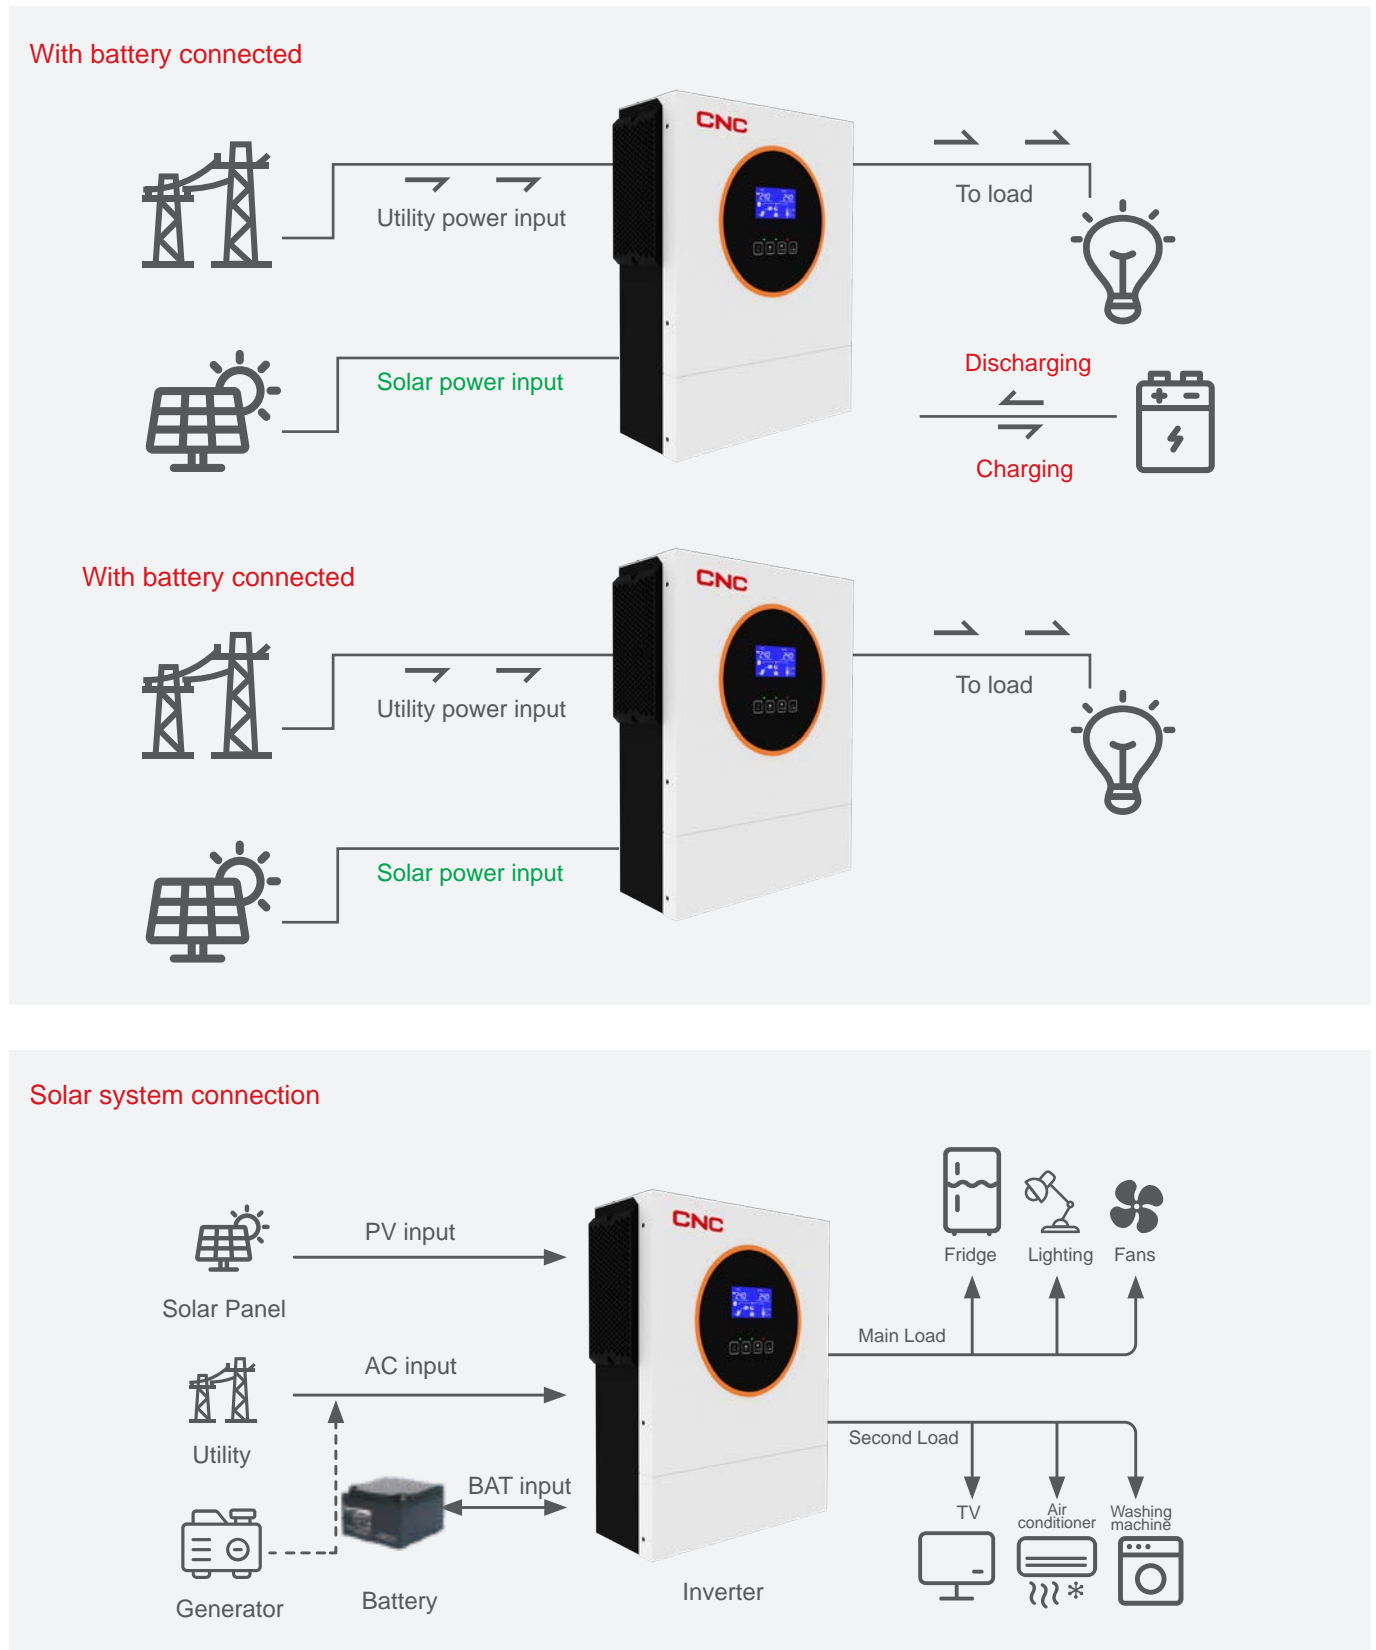 With battery connected
CNC
Utility power input
To load
Solar power input
Discharging
Charging
With battery connected
CNC
Utility power input
To load
Solar power input
Solar system connection
CNC
PV input
Solar Panel
AC input
Utility
BAT input
Generator
Battery
Inverter
Fridge
Lighting
Fans
Main Load
Second Load
TV
Air
conditioner
Washing
machine